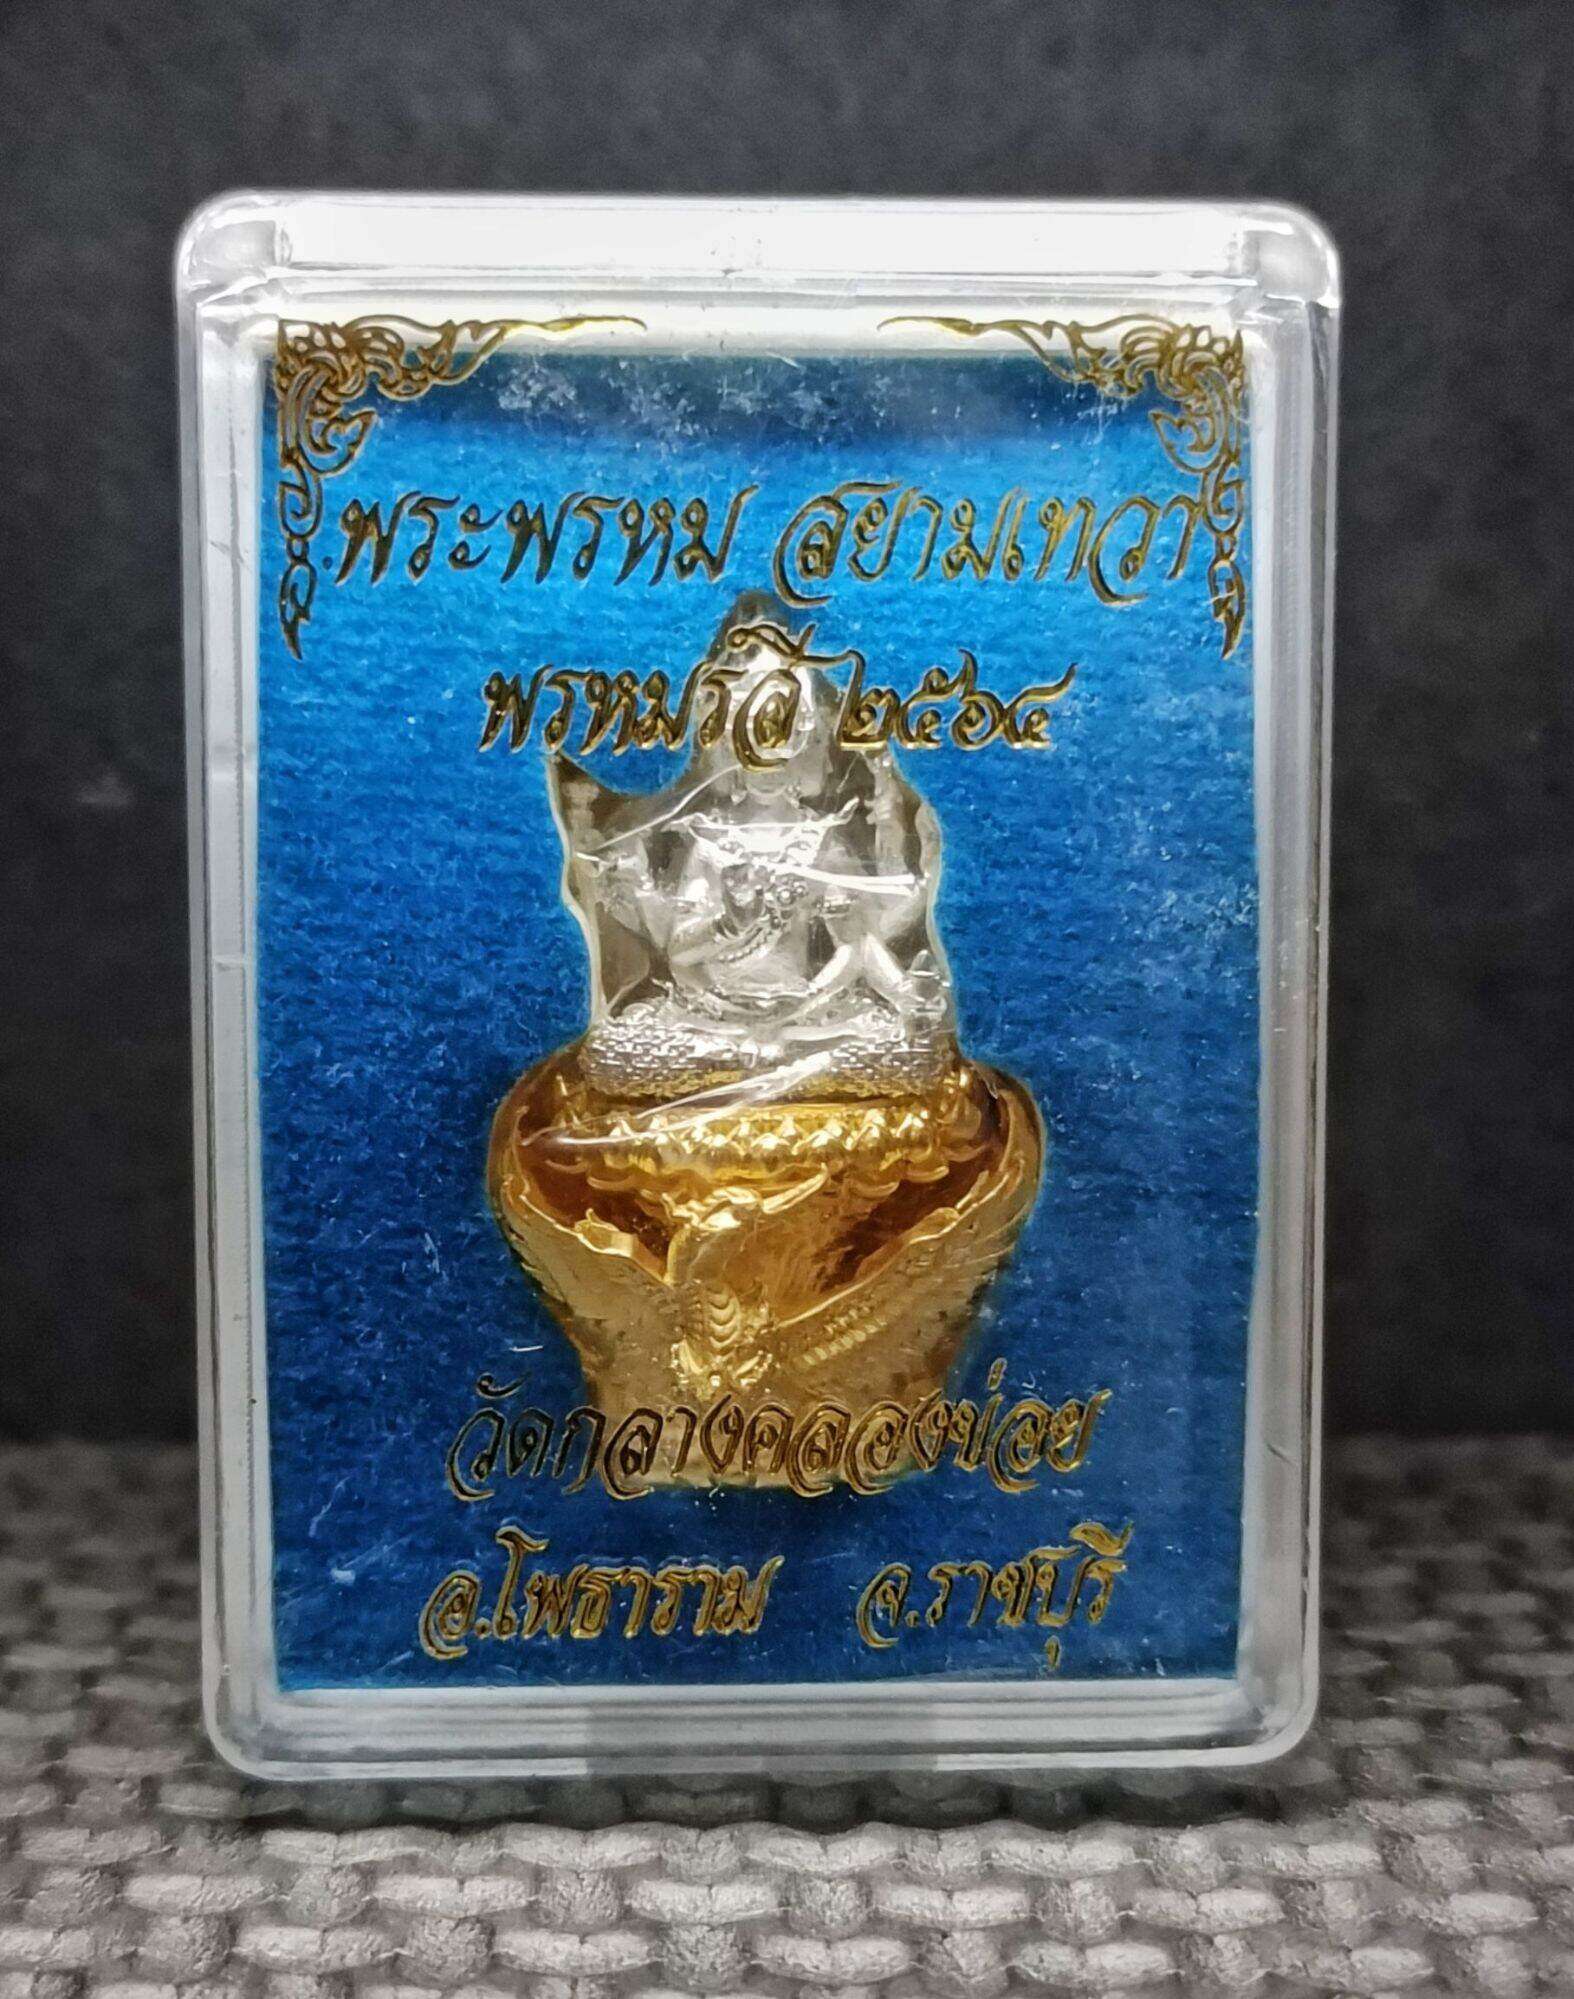 พระพรหม สยามเทวา
พรหมรังสี ๒๕๖๔
วัดกลางคลองข่อย
อ.โพธาราม จ.ราชบุรี